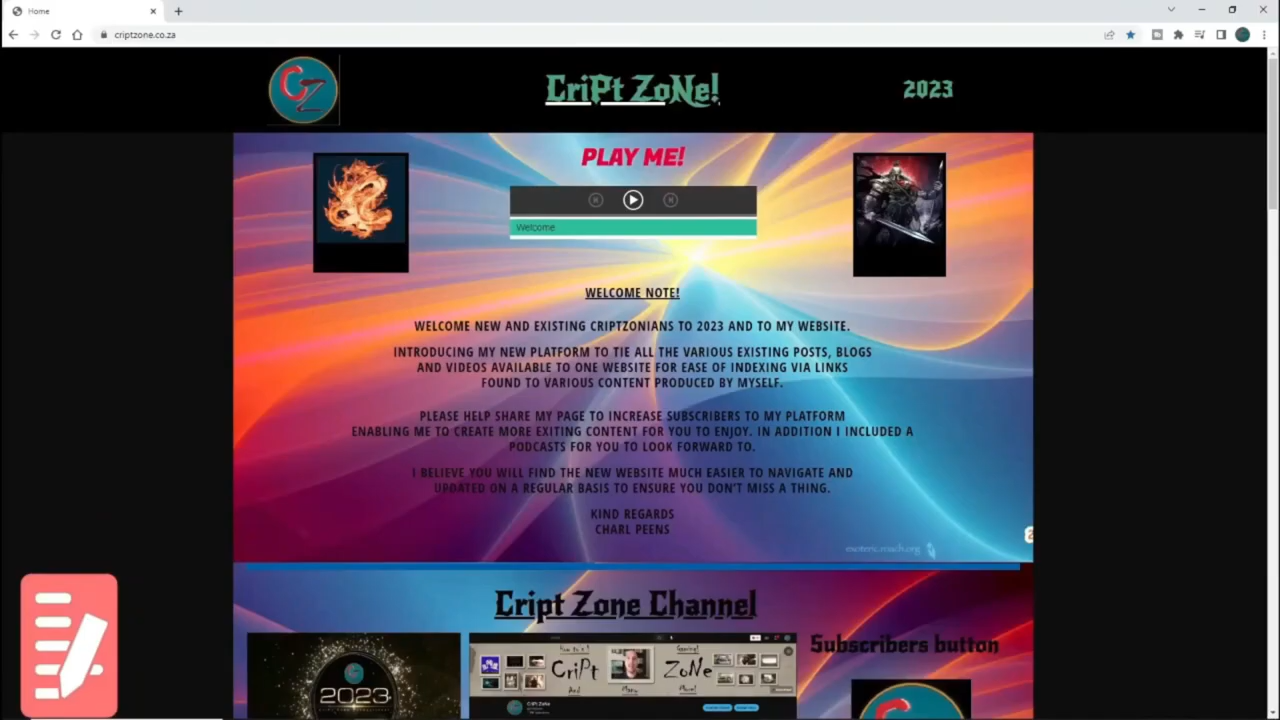 Home
criptzone.co.za
CZ
CriPt ZoNe!
2023
PLAY ME!
Welcome
WELCOME NOTE!
WELCOME NEW AND EXISTING CRIPTZONIANS TO 2023 AND TO MY WEBSITE.
INTRODUCING MY NEW PLATFORM TO TIE ALL THE VARIOUS EXISTING POSTS, BLOGS
AND VIDEOS AVAILABLE TO ONE WEBSITE FOR EASE OF INDEXING VIA LINKS
FOUND TO VARIOUS CONTENT PRODUCED BY MYSELF.
PLEASE HELP SHARE MY PAGE TO INCREASE SUBSCRIBERS TO MY PLATFORM
ENABLING ME TO CREATE MORE EXITING CONTENT FOR YOU TO ENJOY. IN ADDITION I INCLUDED A
PODCASTS FOR YOU TO LOOK FORWARD TO.
I BELIEVE YOU WILL FIND THE NEW WEBSITE MUCH EASIER TO NAVIGATE AND
UPDATED ON A REGULAR BASIS TO ENSURE YOU DON'T MISS A THING.
KIND REGARDS
CHARL PEENS
Cript Zone Channel
Subscribers button
2023
CriPt ZoNe
And
More!